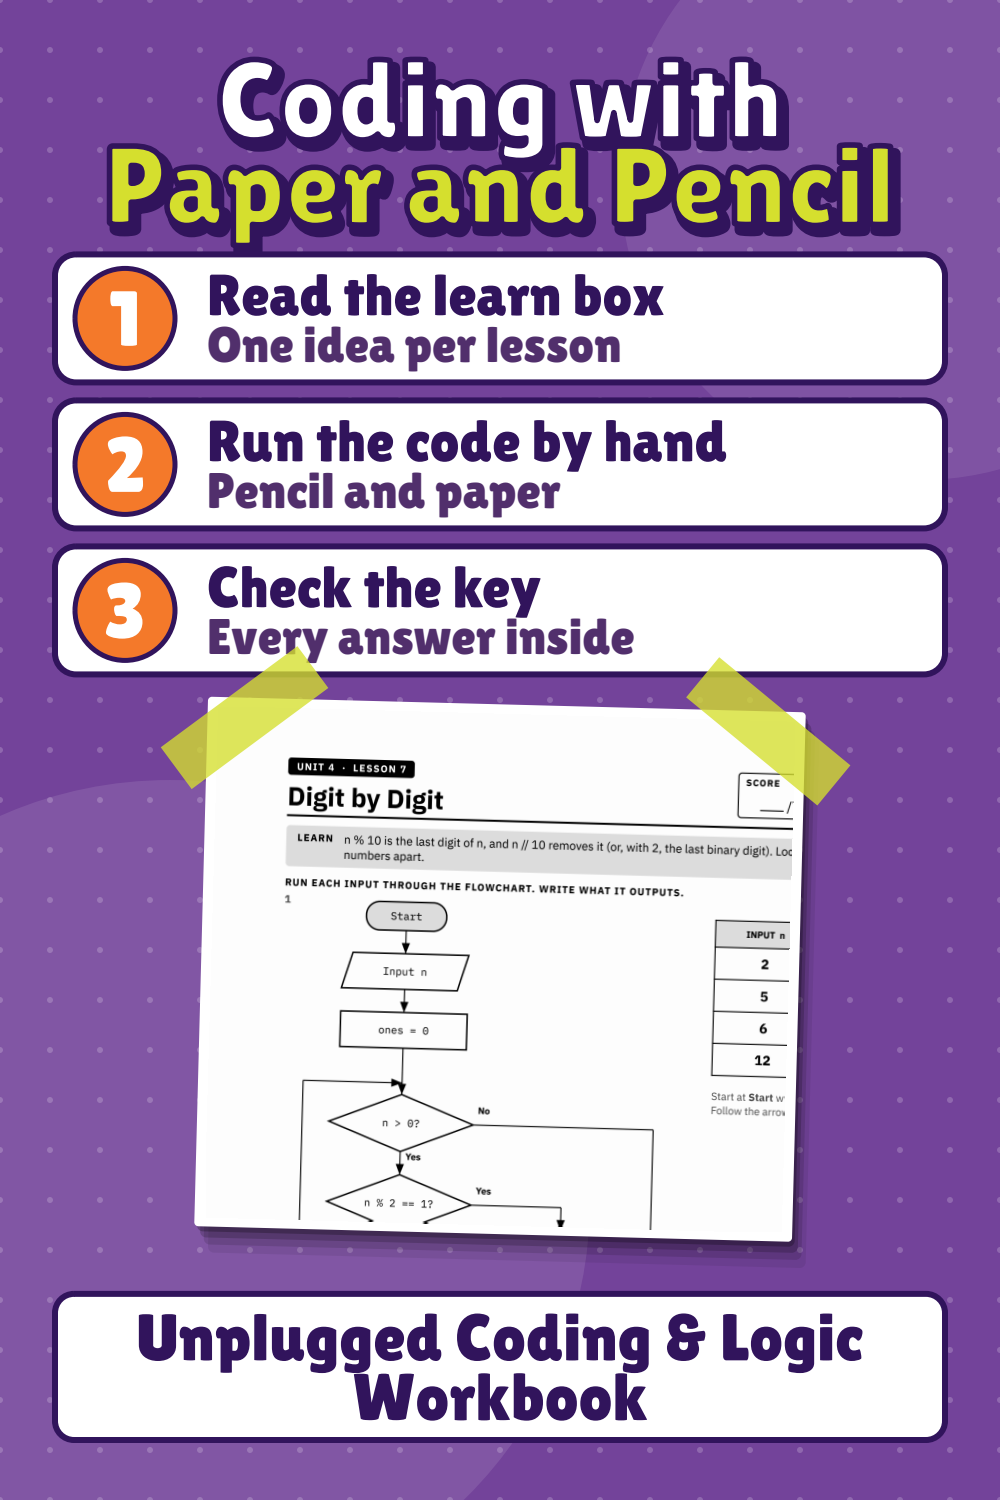 Coding with
Paper and Pencil
1
Read the learn box
One idea per lesson
2
Run the code by hand
Pencil and paper
3
Check the key
Every answer inside
UNIT 4 · LESSON 7
Digit by Digit
SCORE
___ /
LEARN n % 10 is the last digit of n, and n // 10 removes it (or, with 2, the last binary digit).
numbers apart.
RUN EACH INPUT THROUGH THE FLOWCHART. WRITE WHAT IT OUTPUTS.
1
Start
Input n
ones = 0
n > 0?
No
Yes
n % 2 == 1?
Yes
INPUT n
2
5
6
12
Start at Start
Follow the
Unplugged Coding & Logic
Workbook